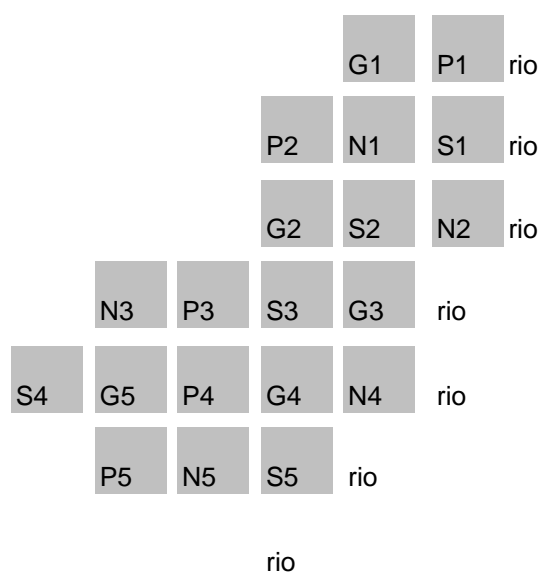 G1 P1 rio
P2 N1 S1 rio
G2 S2 N2 rio
N3 P3 S3 G3 rio
S4 G5 P4 G4 N4 rio
P5 N5 S5 rio
rio